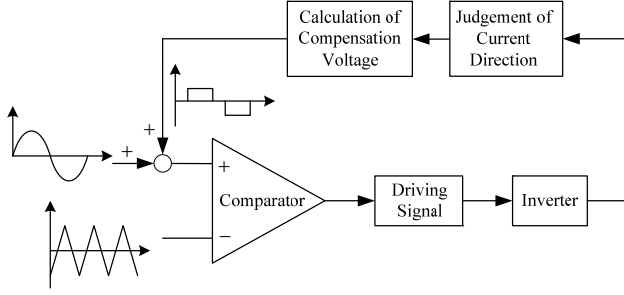 Calculation of
Compensation
Voltage
Judgement of
Current
Direction
+
+
+
Comparator
−
Driving
Signal
Inverter